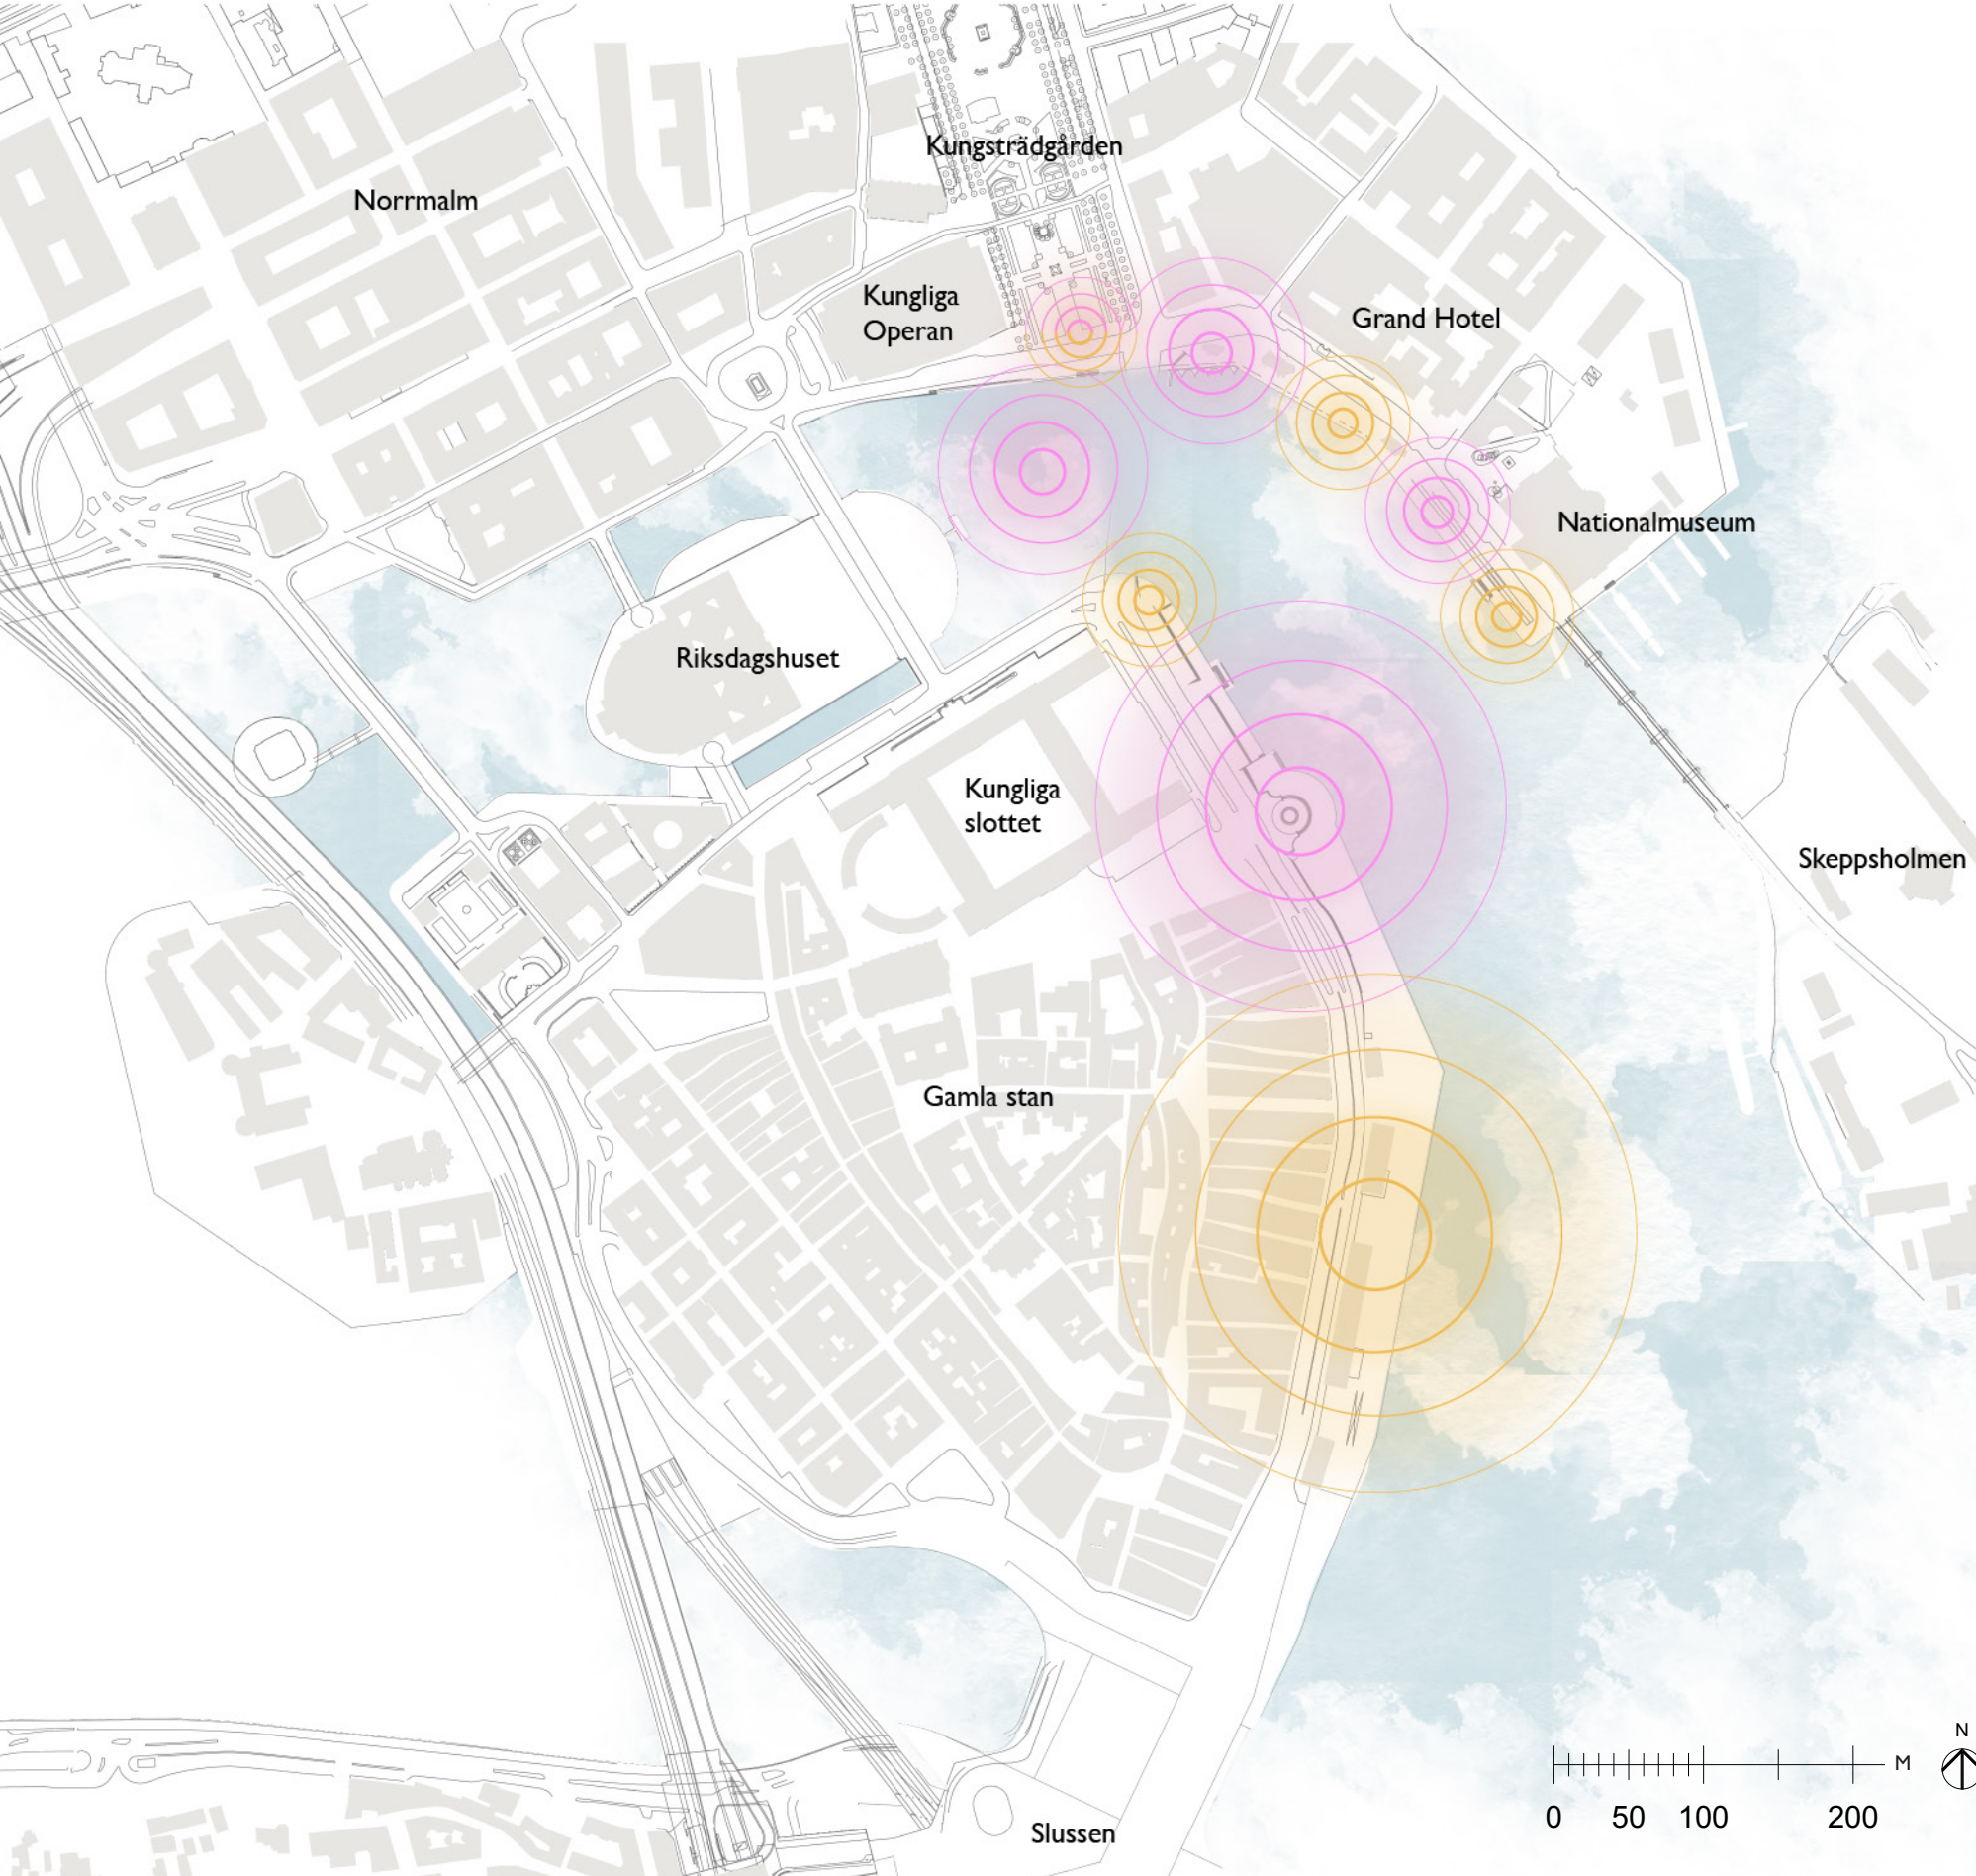 Kungsträdgården
Norrmalm
Kungliga
Operan
Grand Hotel
Nationalmuseum
Riksdagshuset
Kungliga
slottet
Skeppsholmen
Gamla stan
N
M
0 50 100 200
Slussen